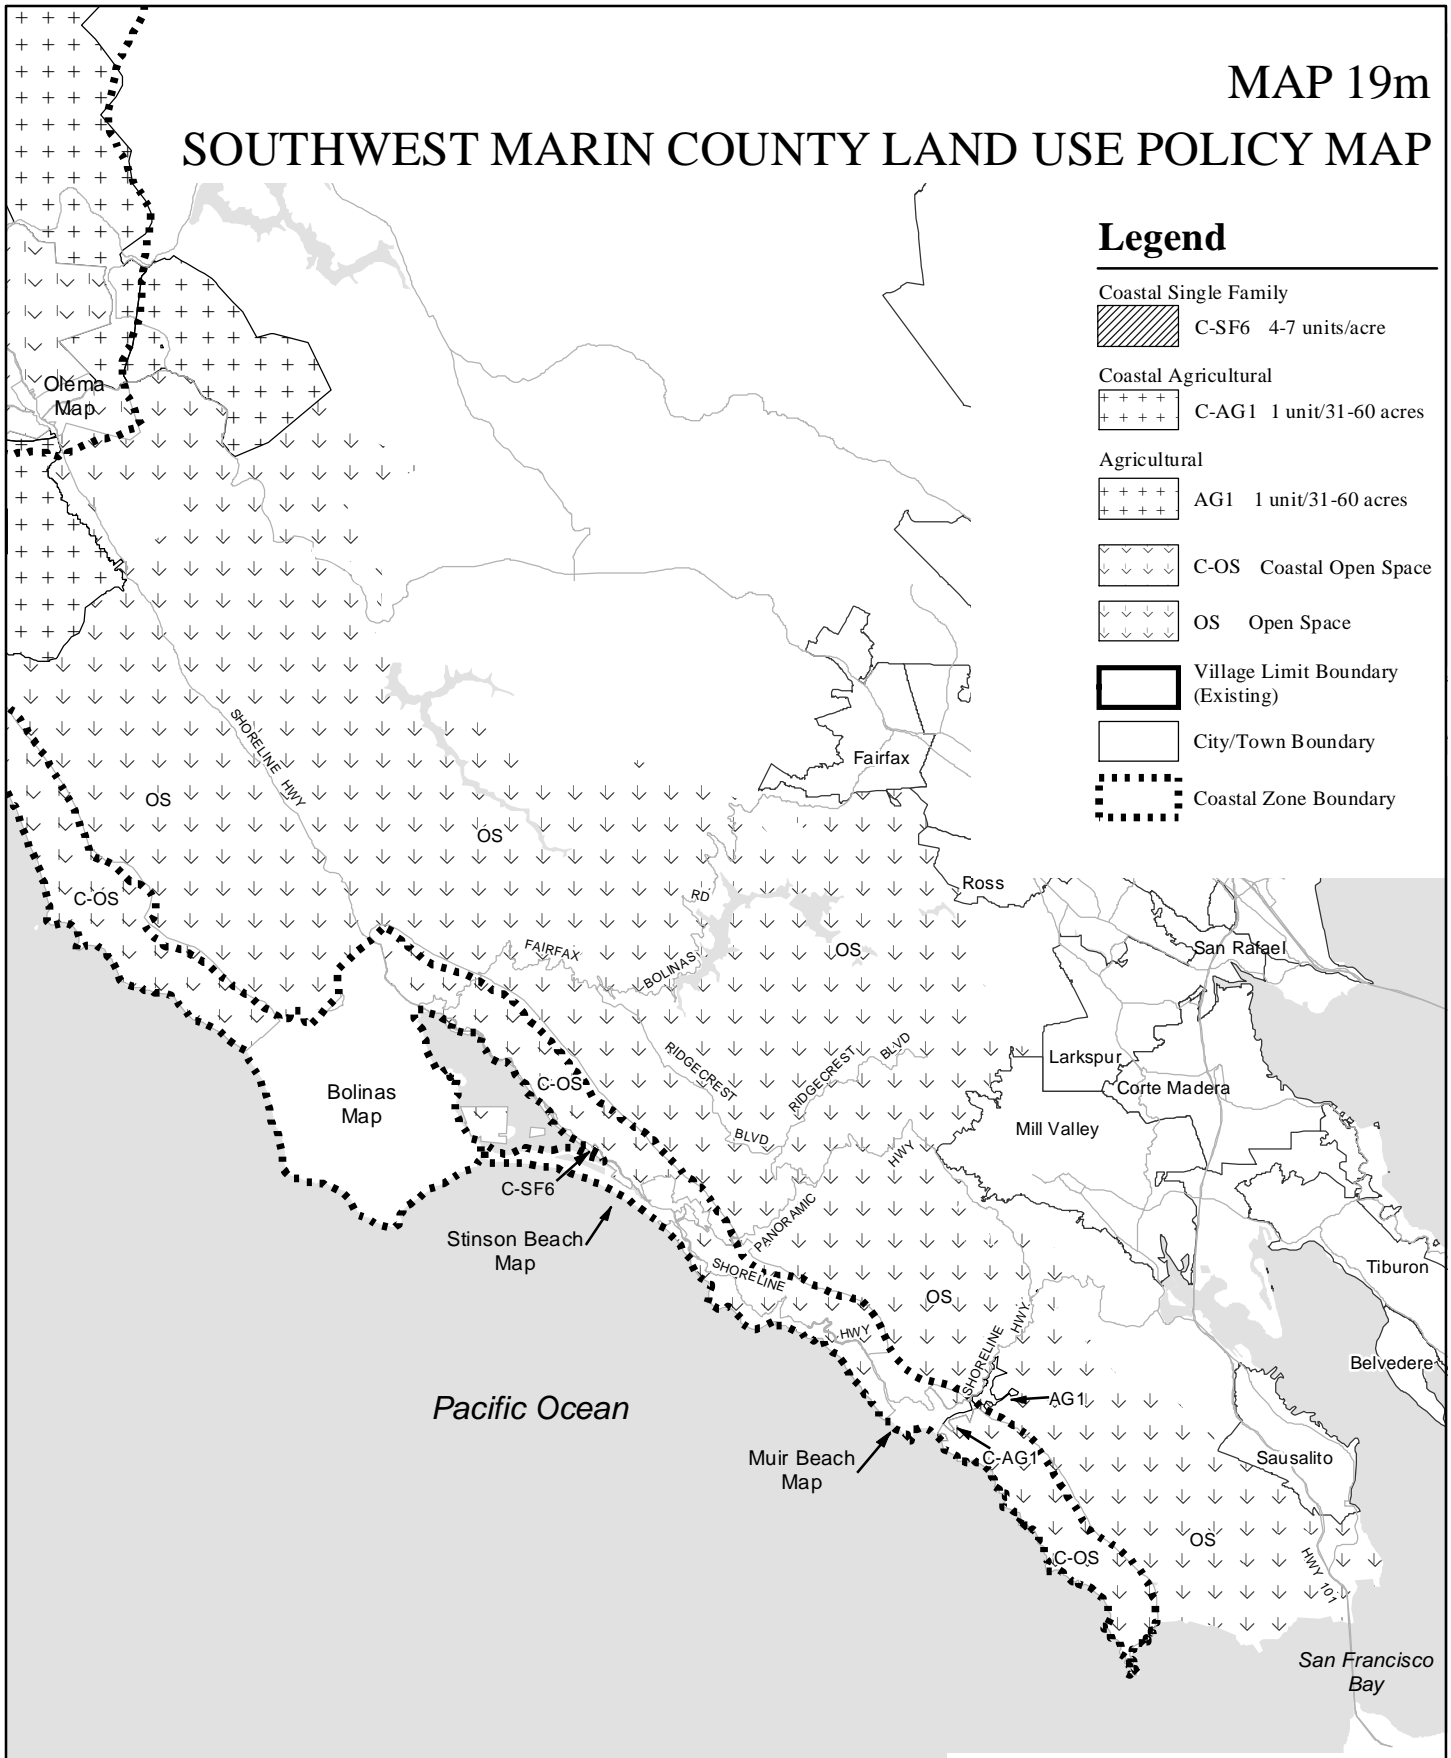 MAP 19m
SOUTHWEST MARIN COUNTY LAND USE POLICY MAP
Legend
Coastal Single Family
C-SF6 4-7 units/acre
Coastal Agricultural
C-AG1 1 unit/31-60 acres
Agricultural
AG1 1 unit/31-60 acres
C-OS Coastal Open Space
OS Open Space
Village Limit Boundary
(Existing)
City/Town Boundary
Coastal Zone Boundary
Olema
Map
SHORELINE HWY
Fairfax
OS
OS
C-OS
Ross
RD
San Rafael
OS
FAIRFAX
BOLINAS
Larkspur
RIDGECREST
RIDGECREST
BLVD
C-OS
Corte Madera
Bolinas
Map
Mill Valley
BLVD
HWY
C-SF6
PANORAMIC
Stinson Beach
Map
SHORELINE
Tiburon
OS
HWY
HWY
SHORELINE
Belvedere
AG1
Pacific Ocean
Muir Beach
Map
C-AG1
Sausalito
C-OS
OS
HWY 101
San Francisco
Bay